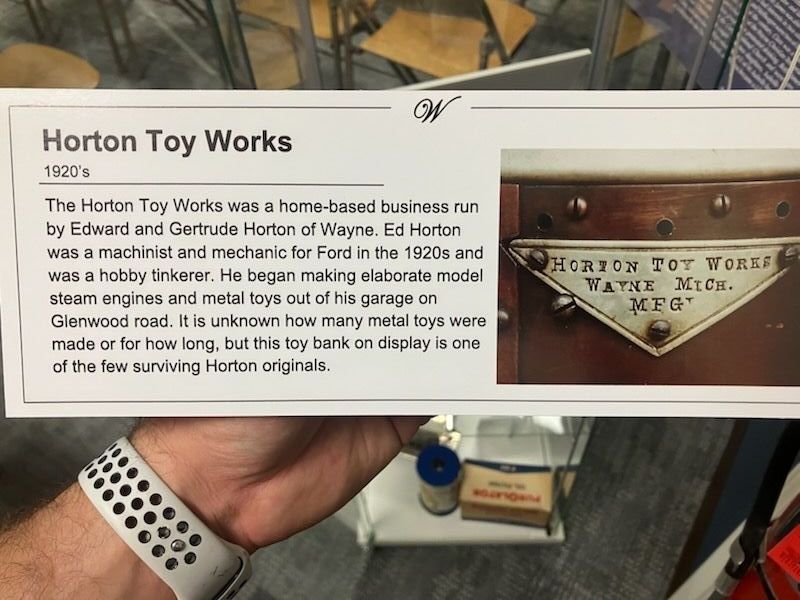 W
Horton Toy Works
1920's
The Horton Toy Works was a home-based business run
by Edward and Gertrude Horton of Wayne. Ed Horton
was a machinist and mechanic for Ford in the 1920s and
was a hobby tinkerer. He began making elaborate model
steam engines and metal toys out of his garage on
Glenwood road. It is unknown how many metal toys were
made or for how long, but this toy bank on display is one
of the few surviving Horton originals.
HORTON TOY WORKS
WAYNE MICH.
MFG
PUROLATOR